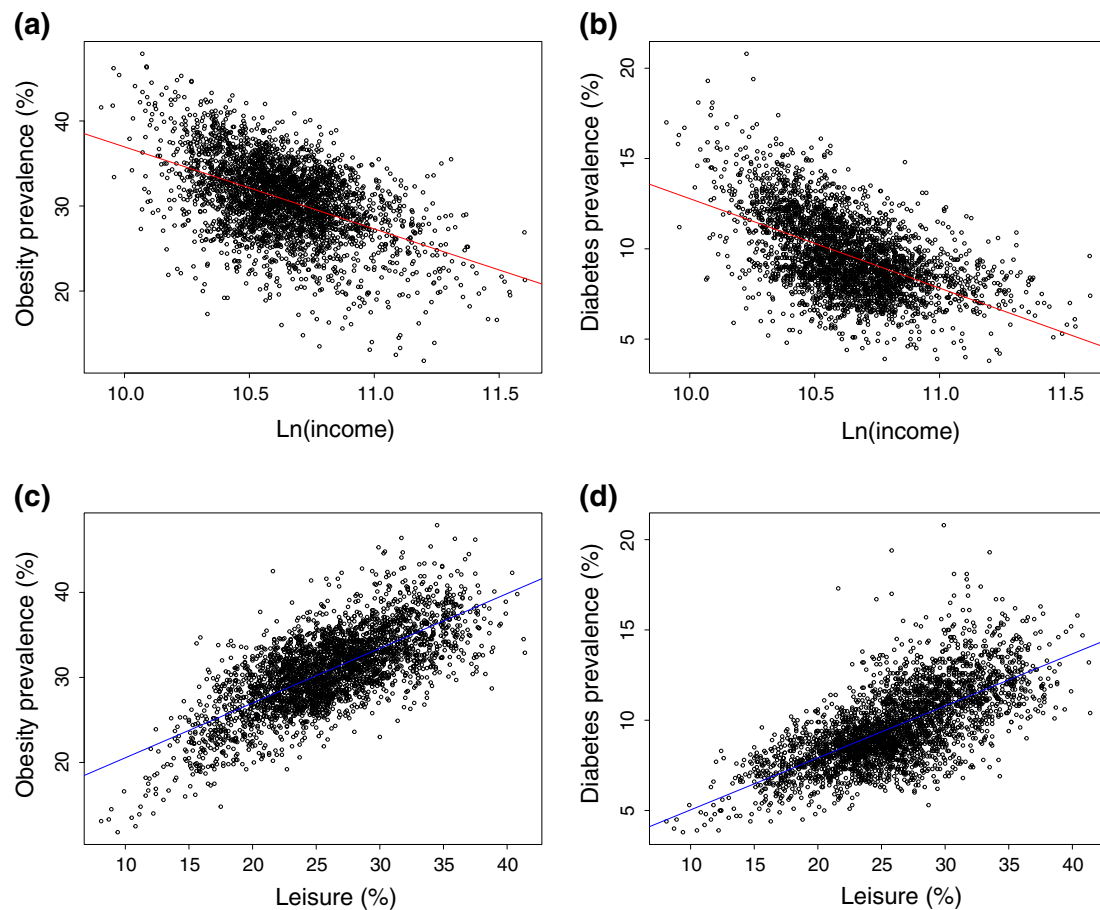 (a)
Obesity prevalence (%)
40
30
20
10.0 10.5 11.0 11.5
Ln(income)
(b)
Diabetes prevalence (%)
20
15
10
5
10.0 10.5 11.0 11.5
Ln(income)
(c)
Obesity prevalence (%)
40
30
20
10 15 20 25 30 35 40
Leisure (%)
(d)
Diabetes prevalence (%)
20
15
10
5
10 15 20 25 30 35 40
Leisure (%)